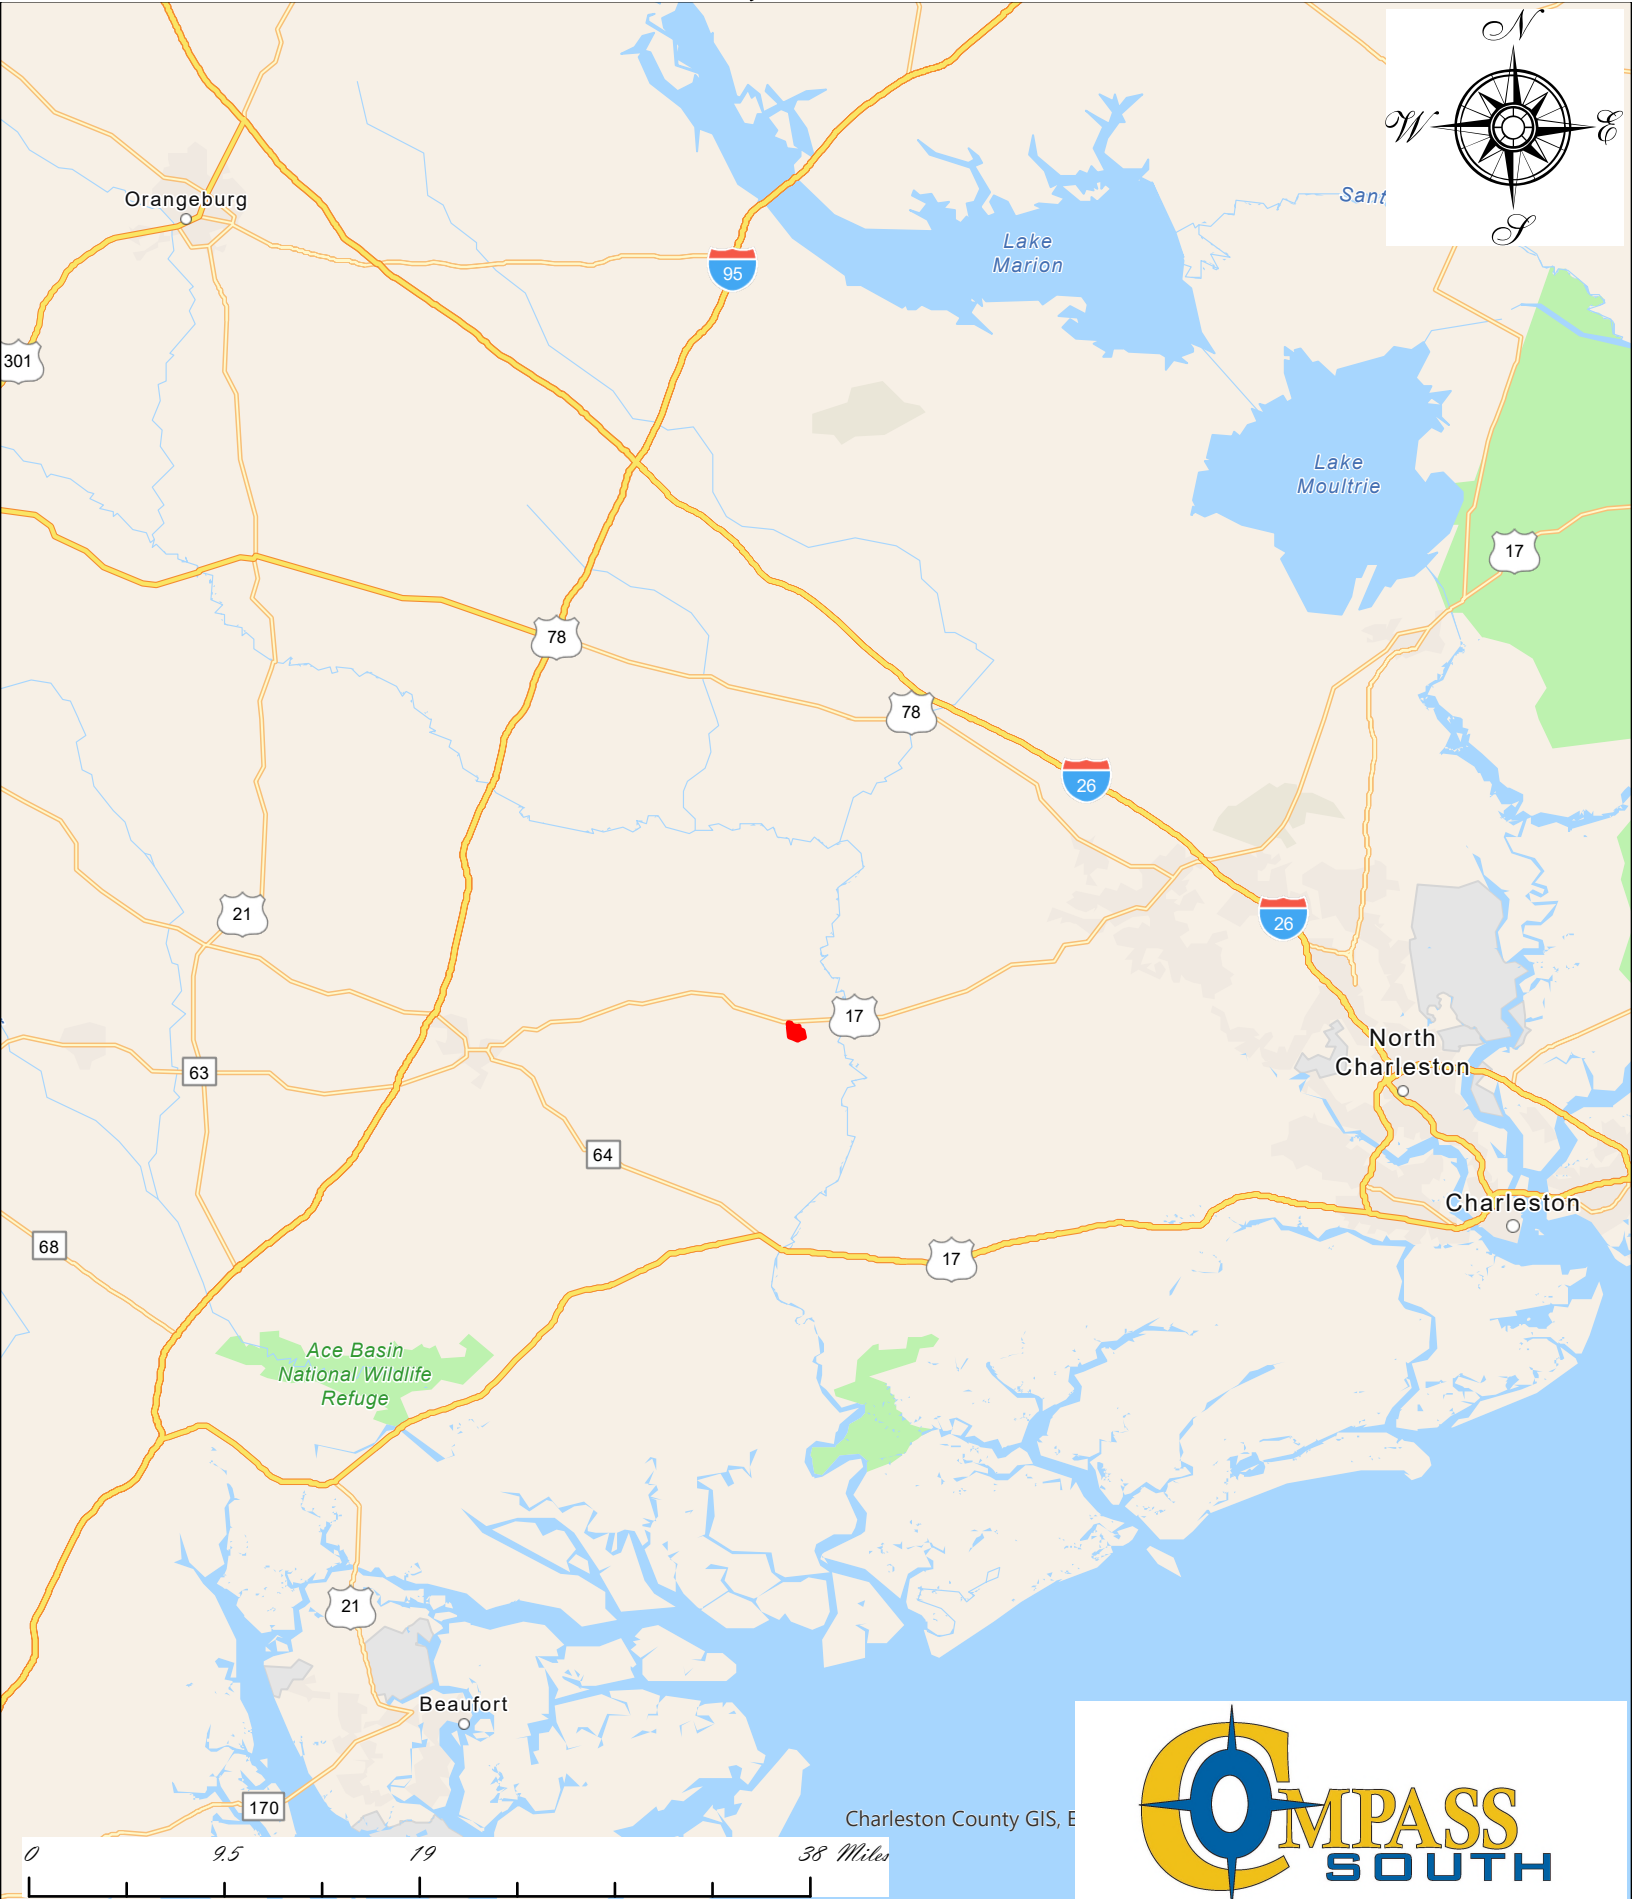 N
W
E
S
Orangeburg
Lake
Marion
95
301
Lake
Moultrie
17
78
78
26
21
26
17
North
Charleston
63
64
Charleston
68
17
Ace Basin
National Wildlife
Refuge
21
Beaufort
170
Charleston County GIS,
0 9.5 19 38 Miles
COMPASS
SOUTH